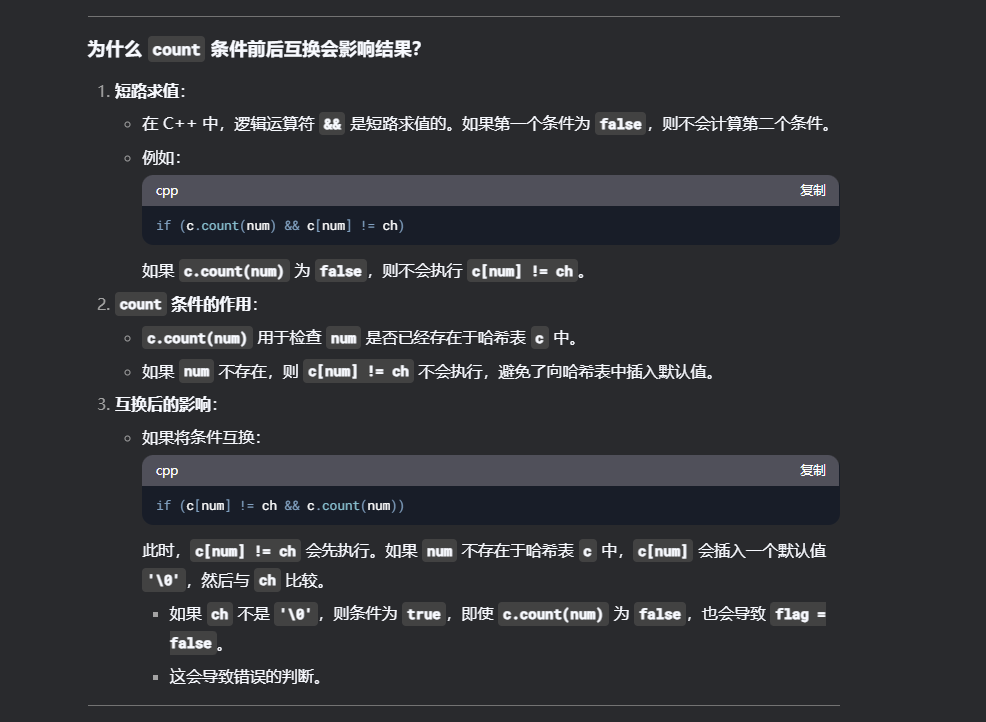 为什么 count 条件前后互换会影响结果？
1. 短路求值：
在 C++ 中，逻辑运算符 && 是短路求值的。如果第一个条件为 false，则不会计算第二个条件。
例如：
cpp 复制
if (c.count(num) && c[num] != ch)
如果 c.count(num) 为 false，则不会执行 c[num] != ch。
2. count 条件的作用：
c.count(num) 用于检查 num 是否已经存在于哈希表 c 中。
如果 num 不存在，则 c[num] != ch 不会执行，避免了向哈希表中插入默认值。
3. 互换后的影响：
如果将条件互换：
cpp 复制
if (c[num] != ch && c.count(num))
此时，c[num] != ch 会先执行。如果 num 不存在于哈希表 c 中，c[num] 会插入一个默认值
'\0'，然后与 ch 比较。
如果 ch 不是 '\0'，则条件为 true，即使 c.count(num) 为 false，也会导致 flag =
false。
这会导致错误的判断。